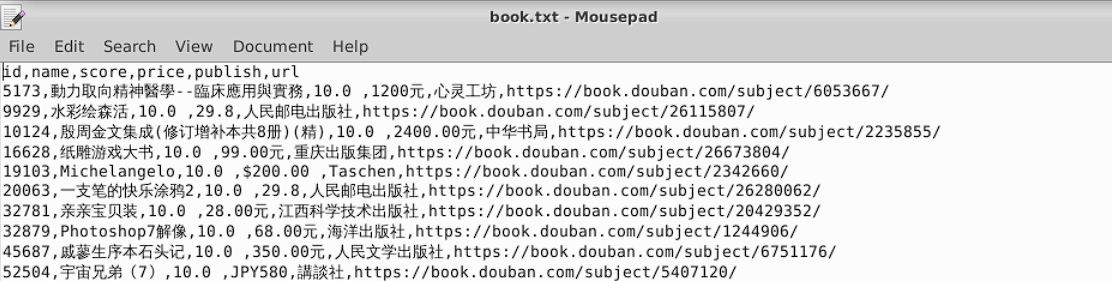 book.txt - Mousepad
File Edit Search View Document Help
id,name,score,price,publish,url
5173,動力取向精神醫學--臨床應用與實務,10.0 ,1200元,心灵工坊,https://book.douban.com/subject/6053667/
9929,水彩绘森活,10.0 ,29.8,人民邮电出版社,https://book.douban.com/subject/26115807/
10124,殷周金文集成(修订增补本共8册)(精),10.0 ,2400.00元,中华书局,https://book.douban.com/subject/2235855/
16628,纸雕游戏大书,10.0 ,99.00元,重庆出版集团,https://book.douban.com/subject/26673804/
19103,Michelangelo,10.0 ,$200.00 ,Taschen,https://book.douban.com/subject/2342660/
20063,一支笔的快乐涂鸦2,10.0 ,29.8,人民邮电出版社,https://book.douban.com/subject/26280062/
32781,亲亲宝贝装,10.0 ,28.00元,江西科学技术出版社,https://book.douban.com/subject/20429352/
32879,Photoshop7解像,10.0 ,68.00元,海洋出版社,https://book.douban.com/subject/1244906/
45687,戚蓼生序本石头记,10.0 ,350.00元,人民文学出版社,https://book.douban.com/subject/6751176/
52504,宇宙兄弟（7）,10.0 ,JPY580,講談社,https://book.douban.com/subject/5407120/